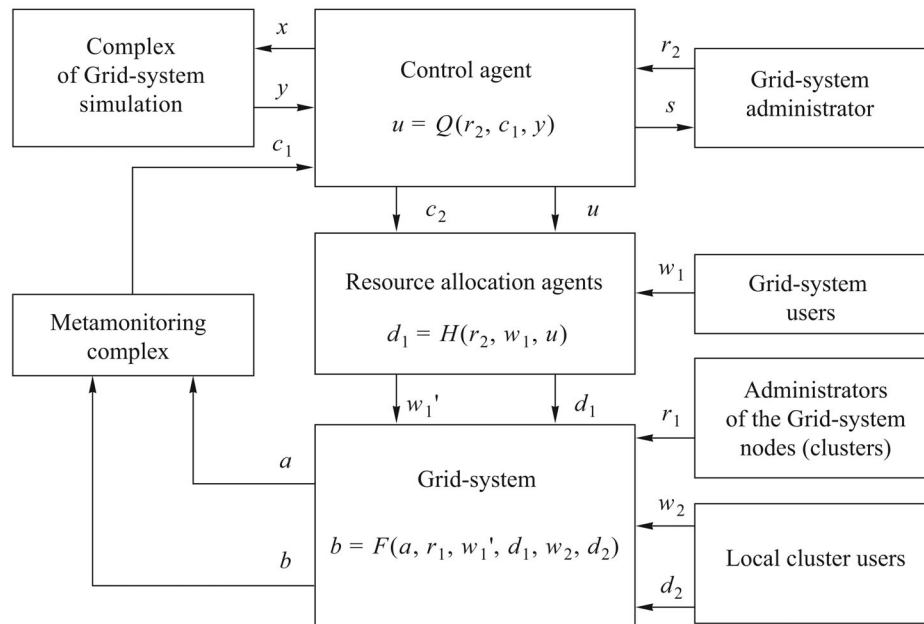 Complex
of Grid-system
simulation
x
y
c₁
Control agent
u = Q(r₂, c₁, y)
r₂
s
Grid-system
administrator
c₂
u
Resource allocation agents
d₁ = H(r₂, w₁, u)
w₁
Grid-system
users
Metamonitoring
complex
w₁'
d₁
r₁
Administrators
of the Grid-system
nodes (clusters)
a
b
Grid-system
b = F(a, r₁, w₁', d₁, w₂, d₂)
w₂
d₂
Local cluster users